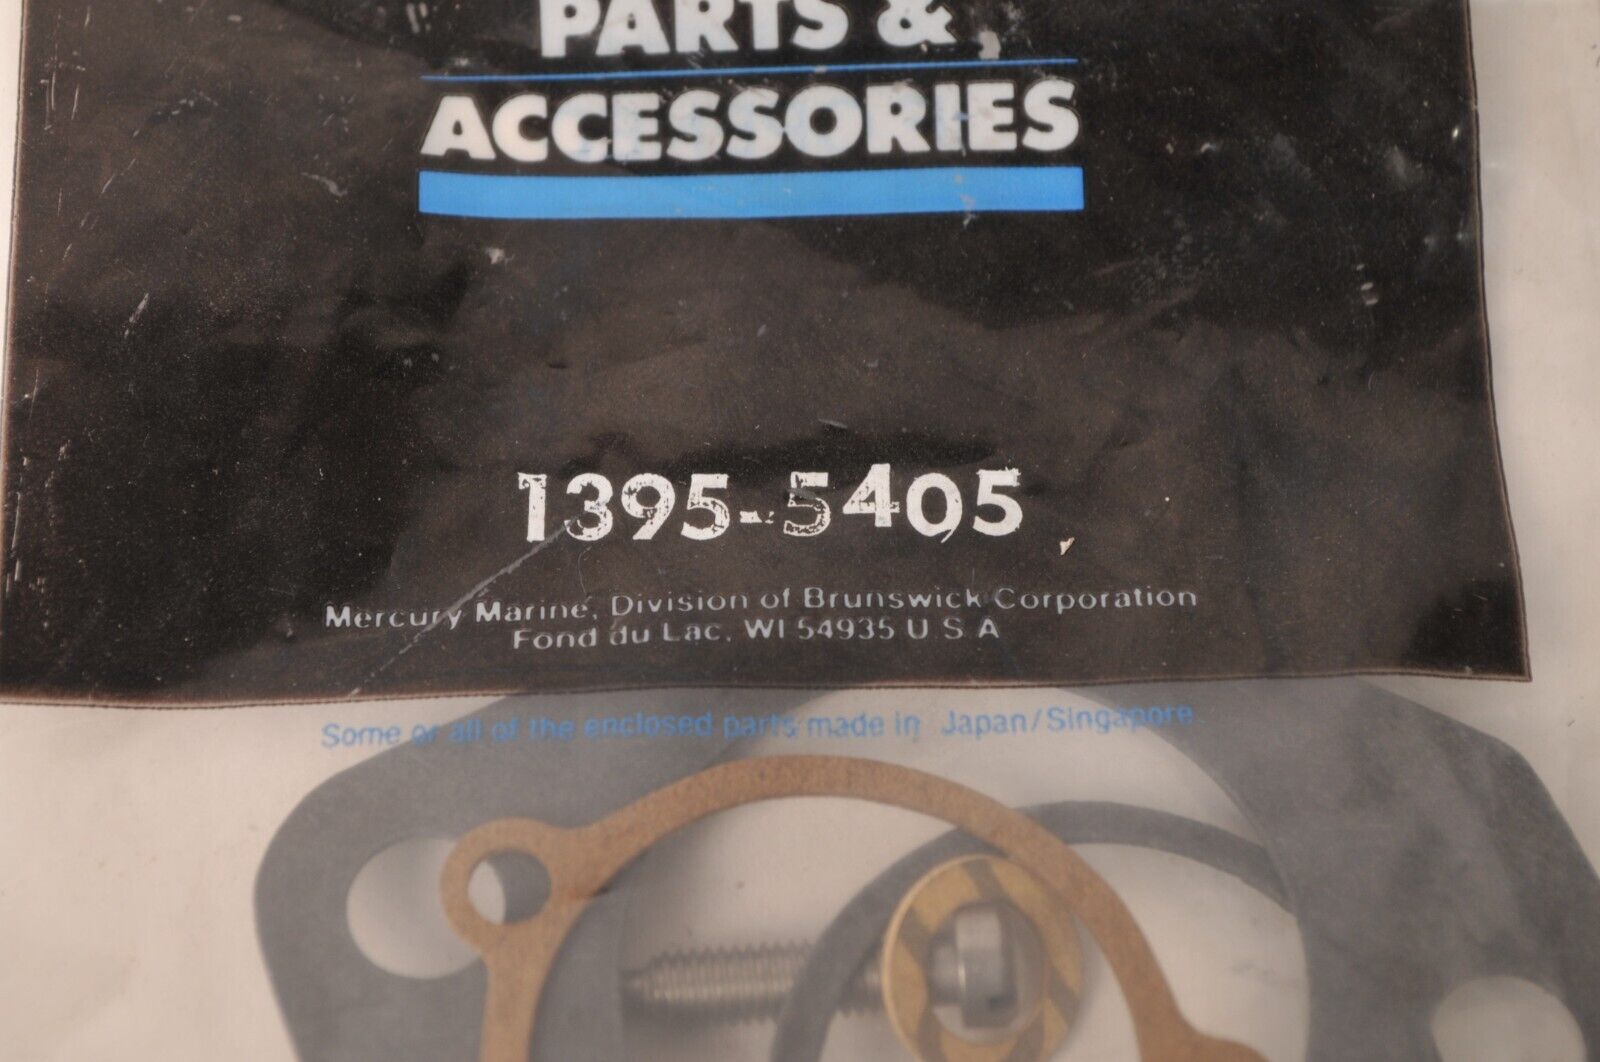 PARTS &
ACCESSORIES
1395-5405
Mercury Marine, Division of Brunswick Corporation
Fond du Lac, WI 54935 U S A
Some or all of the enclosed parts made in Japan/Singapore.